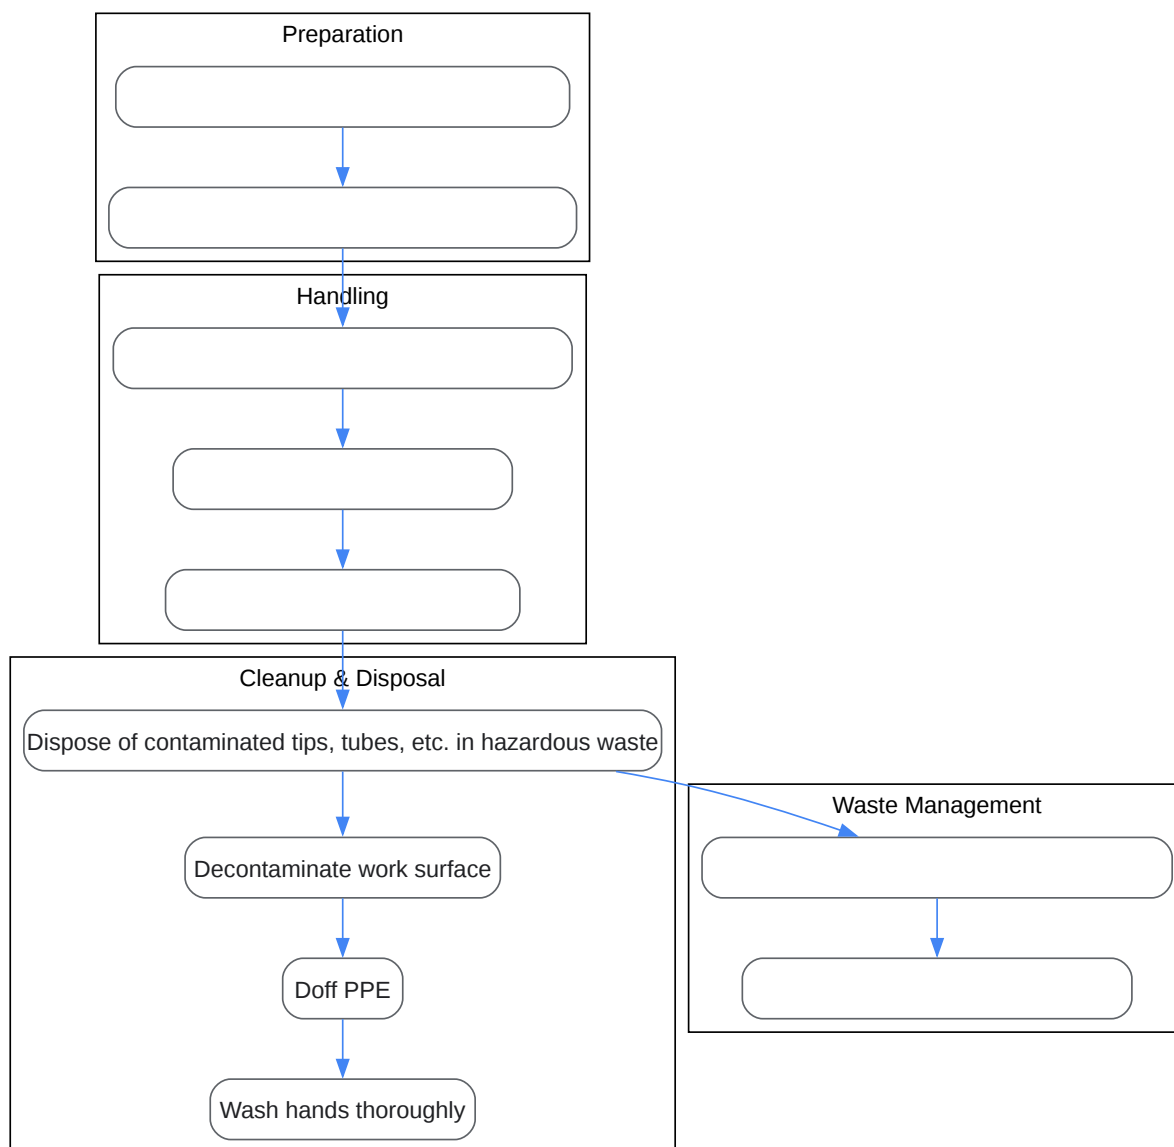 Preparation
Handling
Cleanup & Disposal
Dispose of contaminated tips, tubes, etc. in hazardous waste
Waste Management
Decontaminate work surface
Doff PPE
Wash hands thoroughly